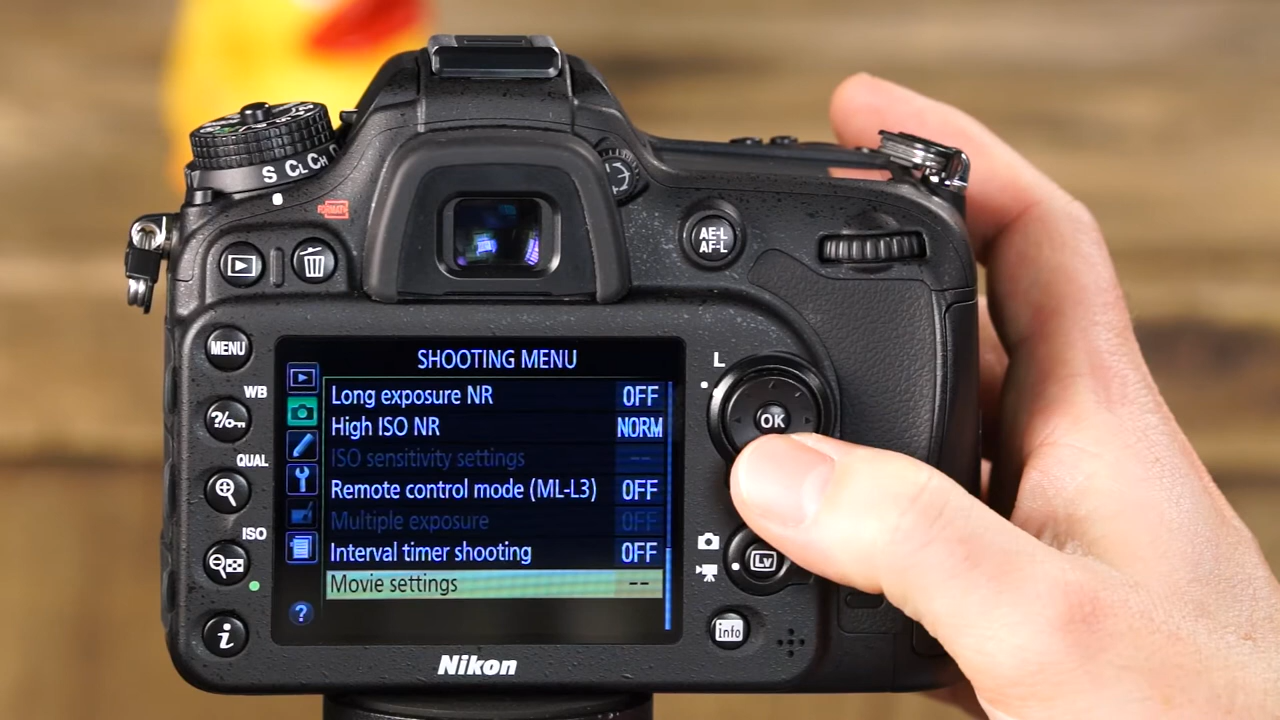 S CL CH
FORMAT
AE-L
AF-L
MENU
WB
?/
QUAL
ISO
i
L
OK
Lv
info
SHOOTING MENU
Long exposure NR OFF
High ISO NR NORM
ISO sensitivity settings --
Remote control mode (ML-L3) OFF
Multiple exposure OFF
Interval timer shooting OFF
Movie settings --
?
Nikon